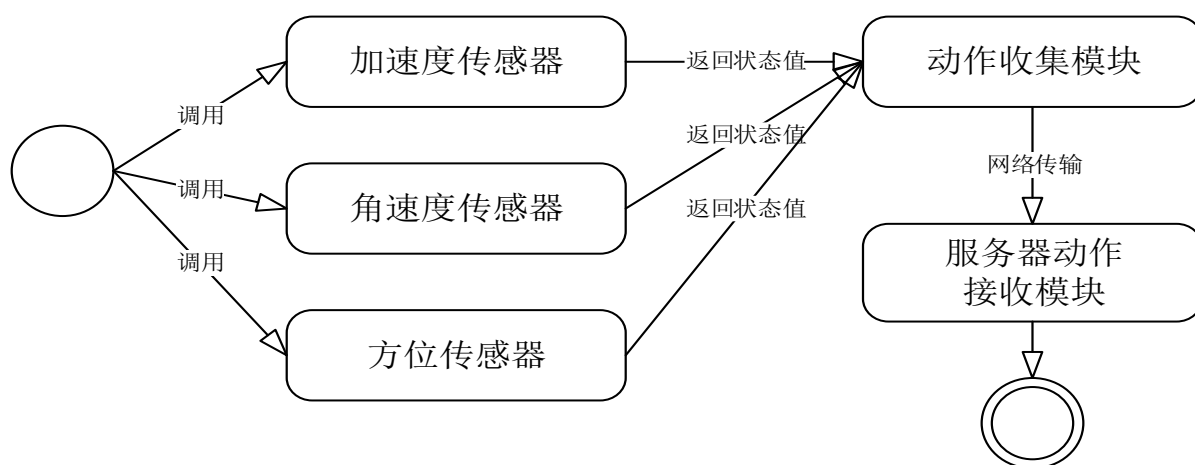 加速度传感器
返回状态值
动作收集模块
调用
返回状态值
网络传输
调用
角速度传感器
返回状态值
调用
服务器动作
接收模块
方位传感器